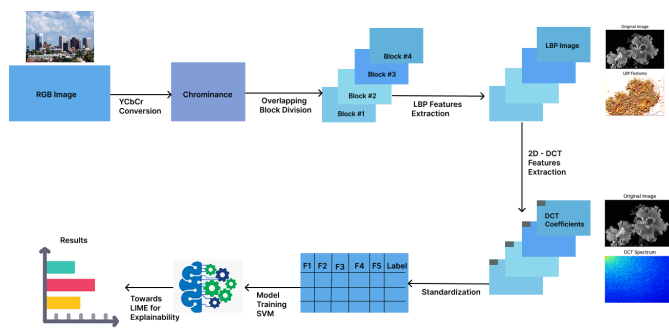 RGB Image
YCbCr
Conversion
Chrominance
Overlapping
Block Division
Block #4
Block #3
Block #2
Block #1
LBP Features
Extraction
LBP Image
Original Image
LBP Features
2D - DCT
Features
Extraction
DCT
Coefficients
Original Image
DCT Spectrum
Standardization
F1 F2 F3 F4 F5 Label
Model
Training
SVM
Towards
LIME for
Explainability
Results